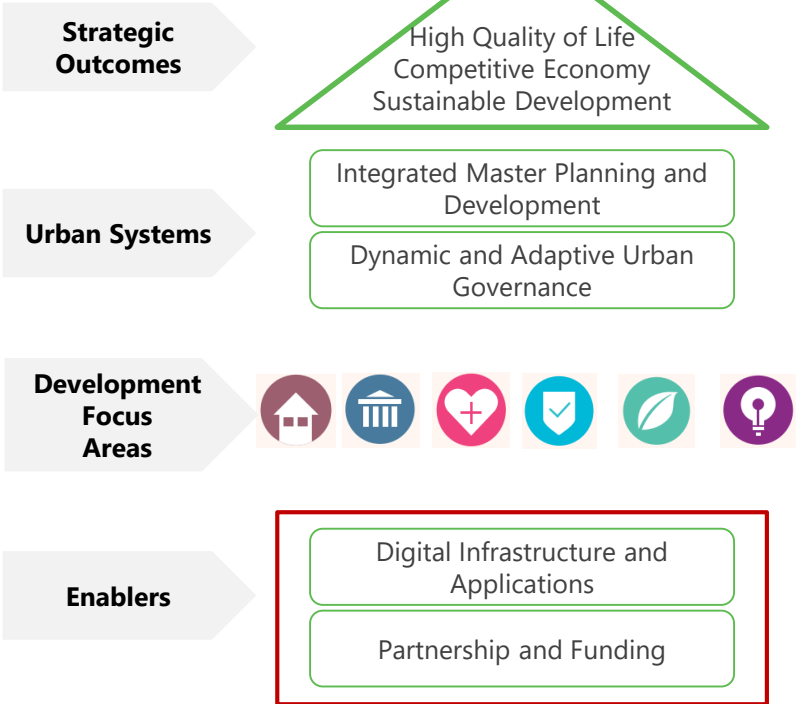 Strategic
Outcomes
High Quality of Life
Competitive Economy
Sustainable Development
Urban Systems
Integrated Master Planning and
Development
Dynamic and Adaptive Urban
Governance
Development
Focus
Areas
Enablers
Digital Infrastructure and
Applications
Partnership and Funding